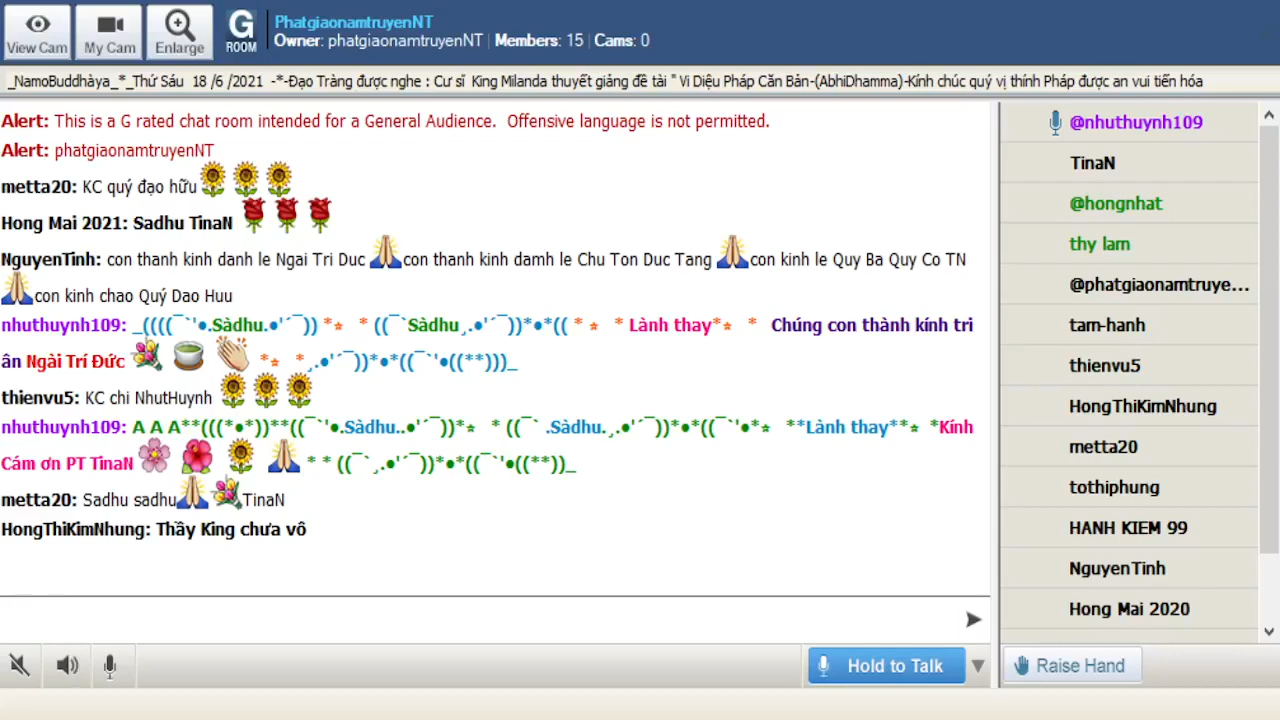 View Cam
My Cam
Enlarge
G
ROOM
PhatgiaonamtruyenNT
Owner: phatgiaonamtruyenNT | Members: 15 | Cams: 0
_NamoBuddhàya_*_Thứ Sáu 18 /6 /2021 -*-Đạo Tràng được nghe : Cư sĩ King Milanda thuyết giảng đề tài " Vi Diệu Pháp Căn Bản-(AbhiDhamma)-Kính chúc quý vị thính Pháp được an vui tiến hóa
Alert: This is a G rated chat room intended for a General Audience. Offensive language is not permitted.
Alert: phatgiaonamtruyenNT
metta20: KC quý đạo hữu
Hong Mai 2021: Sadhu TinaN
NguyenTinh: con thanh kinh danh le Ngai Tri Duc con thanh kinh damh le Chu Ton Duc Tang con kinh le Quy Ba Quy Co TN
con kinh chao Quý Dao Huu
nhuthuynh109: _((((¯`'•.Sàdhu.•'´¯)) *⋆ * ((¯`Sàdhu¸.•'´¯))*•*(( * ⋆ * Lành thay*⋆ * Chúng con thành kính tri
ân Ngài Trí Đức *⋆ *¸.•'´¯))*•*((¯`'•((**)))_
thienvu5: KC chi NhutHuynh
nhuthuynh109: A A A**(((*•*))**((¯`'•.Sàdhu..•'´¯))*⋆ * ((¯` .Sàdhu.¸.•'´¯))*•*((¯`'•*⋆ **Lành thay**⋆ *Kính
Cám ơn PT TinaN * * ((¯`¸.•'´¯))*•*((¯`'•((**))_
metta20: Sadhu sadhu TinaN
HongThiKimNhung: Thầy King chưa vô
Hold to Talk
@nhuthuynh109
TinaN
@hongnhat
thy lam
@phatgiaonamtruye...
tam-hanh
thienvu5
HongThiKimNhung
metta20
tothiphung
HANH KIEM 99
NguyenTinh
Hong Mai 2020
Raise Hand